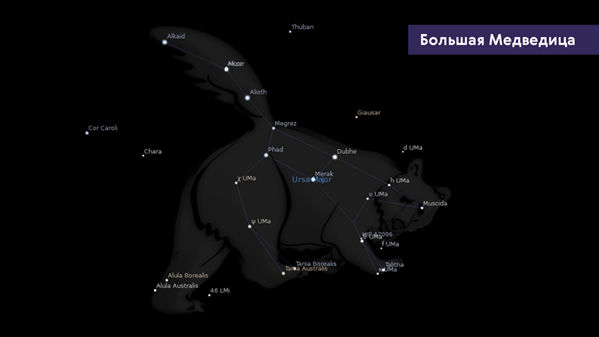 Большая Медведица
Thuban
Alkaid
Alioth
Giausar
Megrez
Cor Caroli
Chara
Phad
Dubhe
d UMa
Merak
Ursa Major
χ UMa
h UMa
υ UMa
Muscida
ψ UMa
θ UMa
f UMa
Talitha
Tania Borealis
Tania Australis
Alula Borealis
Alula Australis
46 LMi